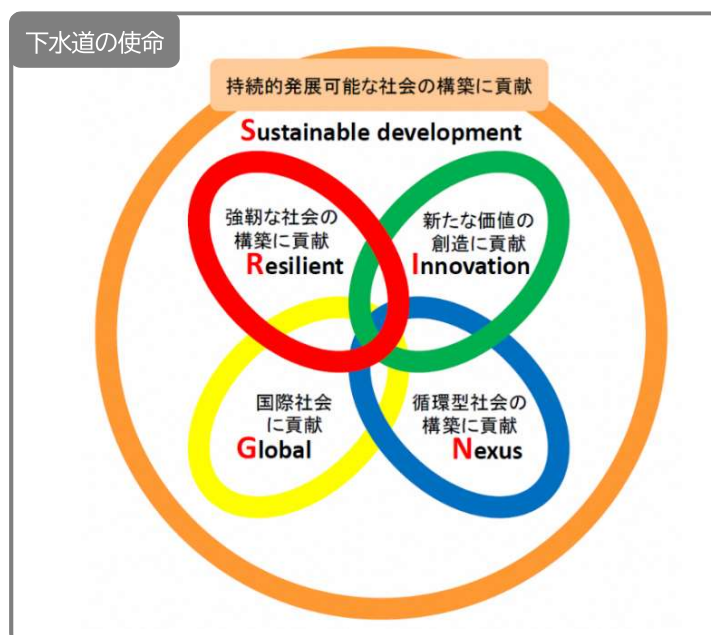 下水道の使命
持続的発展可能な社会の構築に貢献
Sustainable development
強靭な社会の
構築に貢献
Resilient
新たな価値の
創造に貢献
Innovation
国際社会
に貢献
Global
循環型社会の
構築に貢献
Nexus